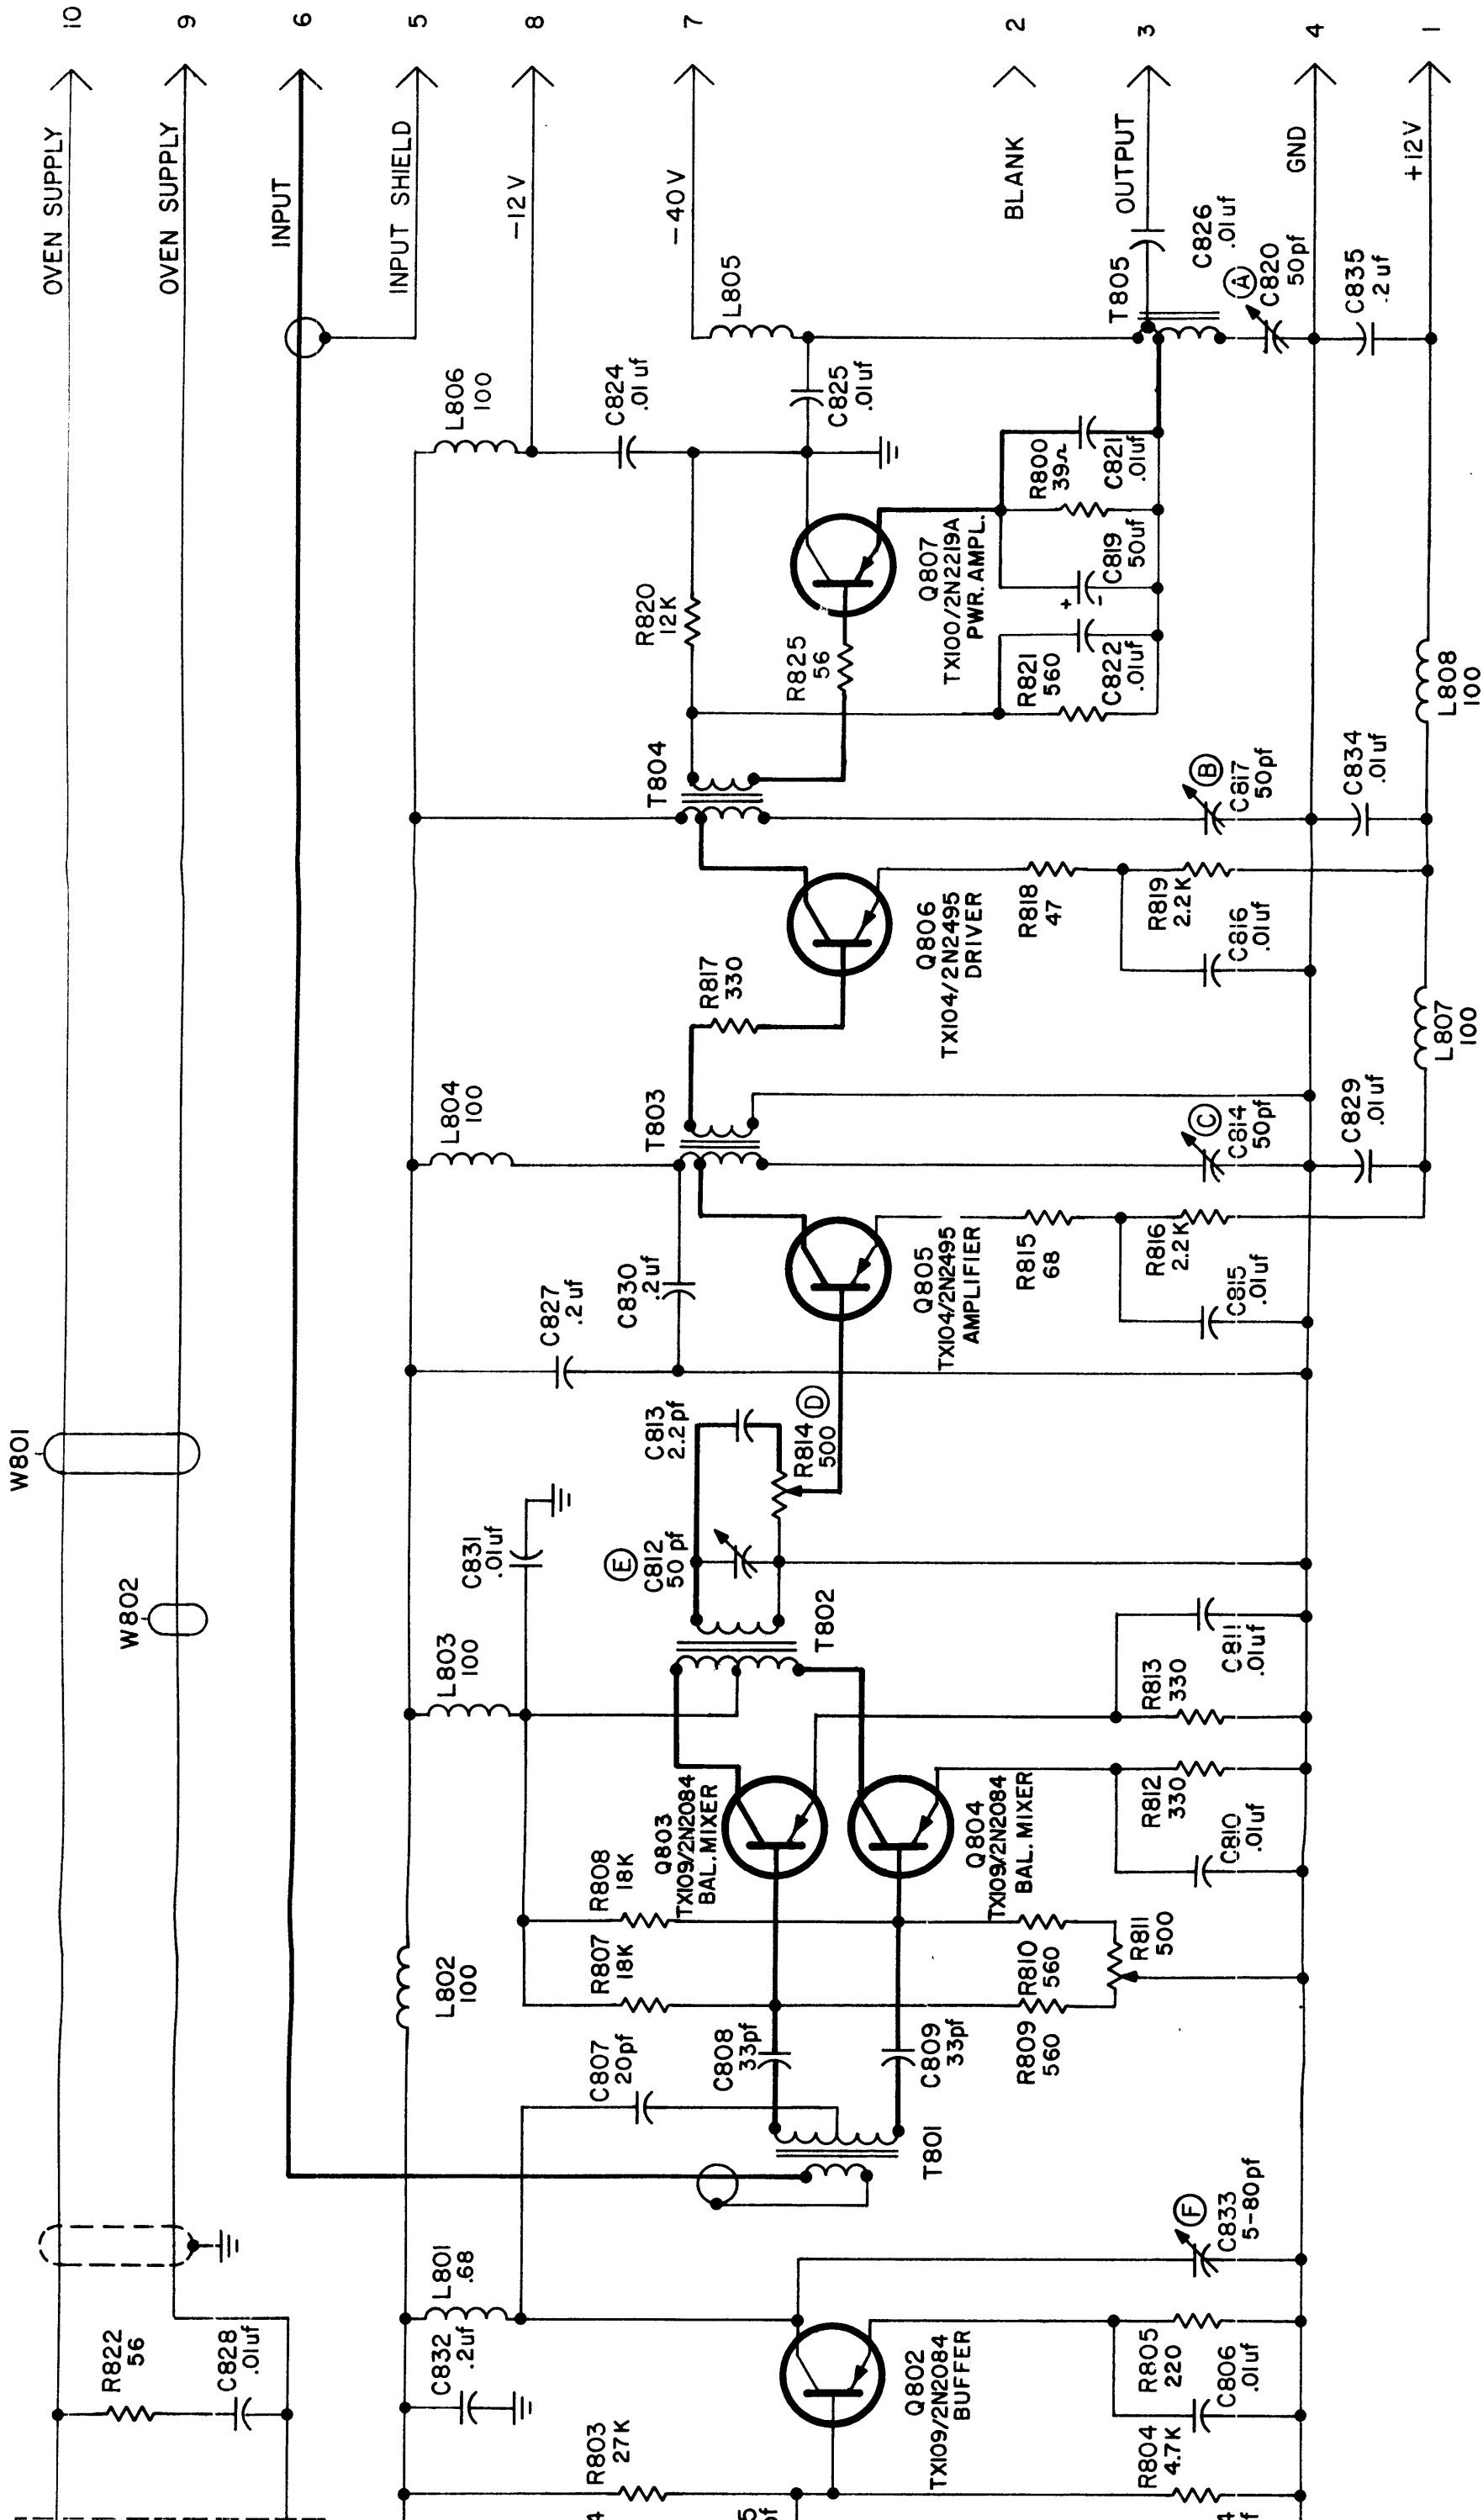 10
9
6
5
8
7
2
3
4
1
OVEN SUPPLY
OVEN SUPPLY
INPUT
INPUT SHIELD
-12V
-40V
BLANK
OUTPUT
GND
+12V
L805
T805
C826
.01uf
A
C820
50pf
C835
.2uf
L806
100
C824
.01uf
C825
.01uf
R800
39Ω
C821
.01uf
Q807
TX100/2N2219A
PWR. AMPL.
C819
50uf
+
-
R820
12K
R825
56
R821
560
C822
.01uf
L808
100
T804
B
C817
50pf
C834
.01uf
Q806
TX104/2N2495
DRIVER
R818
47
R819
2.2K
C816
.01uf
R817
330
L807
100
L804
100
T803
C
C814
50pf
C829
.01uf
C827
.2uf
C830
.2uf
Q805
TX104/2N2495
AMPLIFIER
R815
68
R816
2.2K
C815
.01uf
W801
C813
2.2pf
R814
500
D
C831
.01uf
E
C812
50pf
W802
L803
100
T802
C811
.01uf
R813
330
Q803
TX109/2N2084
BAL. MIXER
Q804
TX109/2N2084
BAL. MIXER
R812
330
C810
.01uf
R808
18K
R807
18K
L802
100
R810
560
R811
500
R809
560
C807
20pf
C808
33pf
C809
33pf
T801
F
C833
5-80pf
L801
.68
C832
.2uf
R822
56
C828
.01uf
Q802
TX109/2N2084
BUFFER
R805
220
C806
.01uf
R803
27K
R804
4.7K